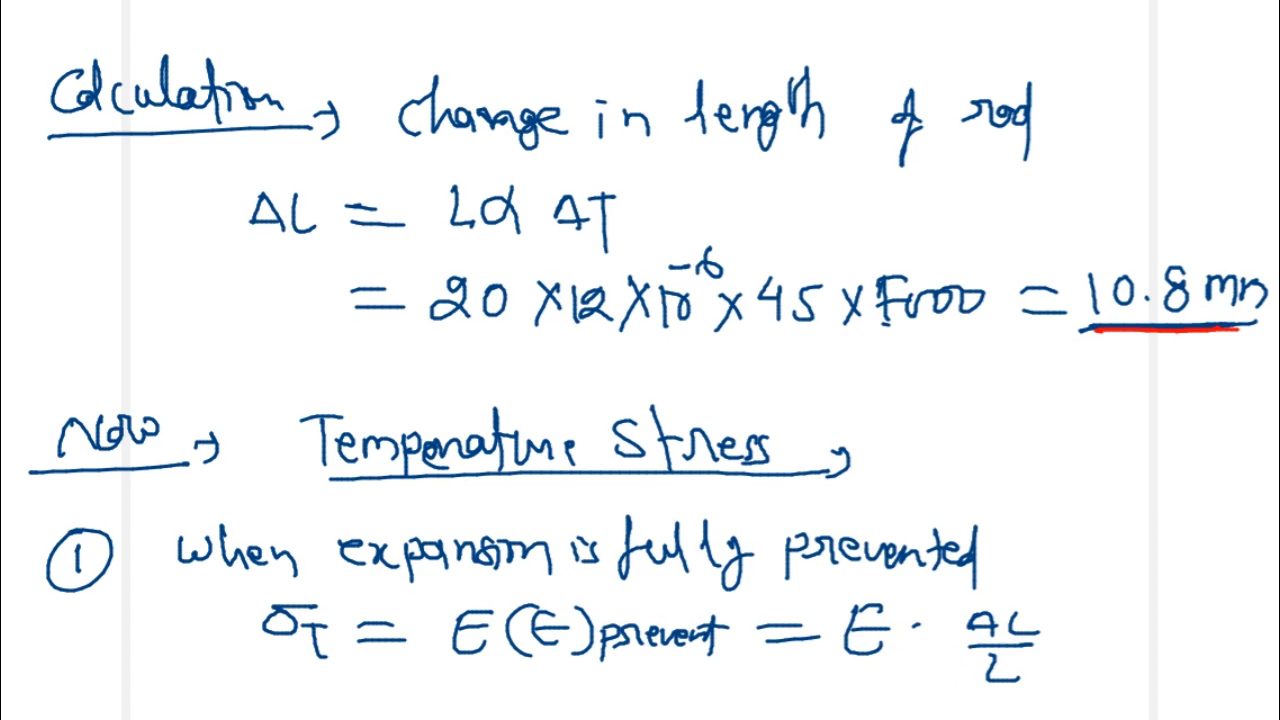 Calculation → change in length of rod
ΔL = Lα ΔT
= 20 × 12 × 10⁻⁶ × 45 × 1000 = 10.8 mm
Now → Temperature Stress →
① when expansion is fully prevented
σT = E(ε)prevent = E · ΔL/L